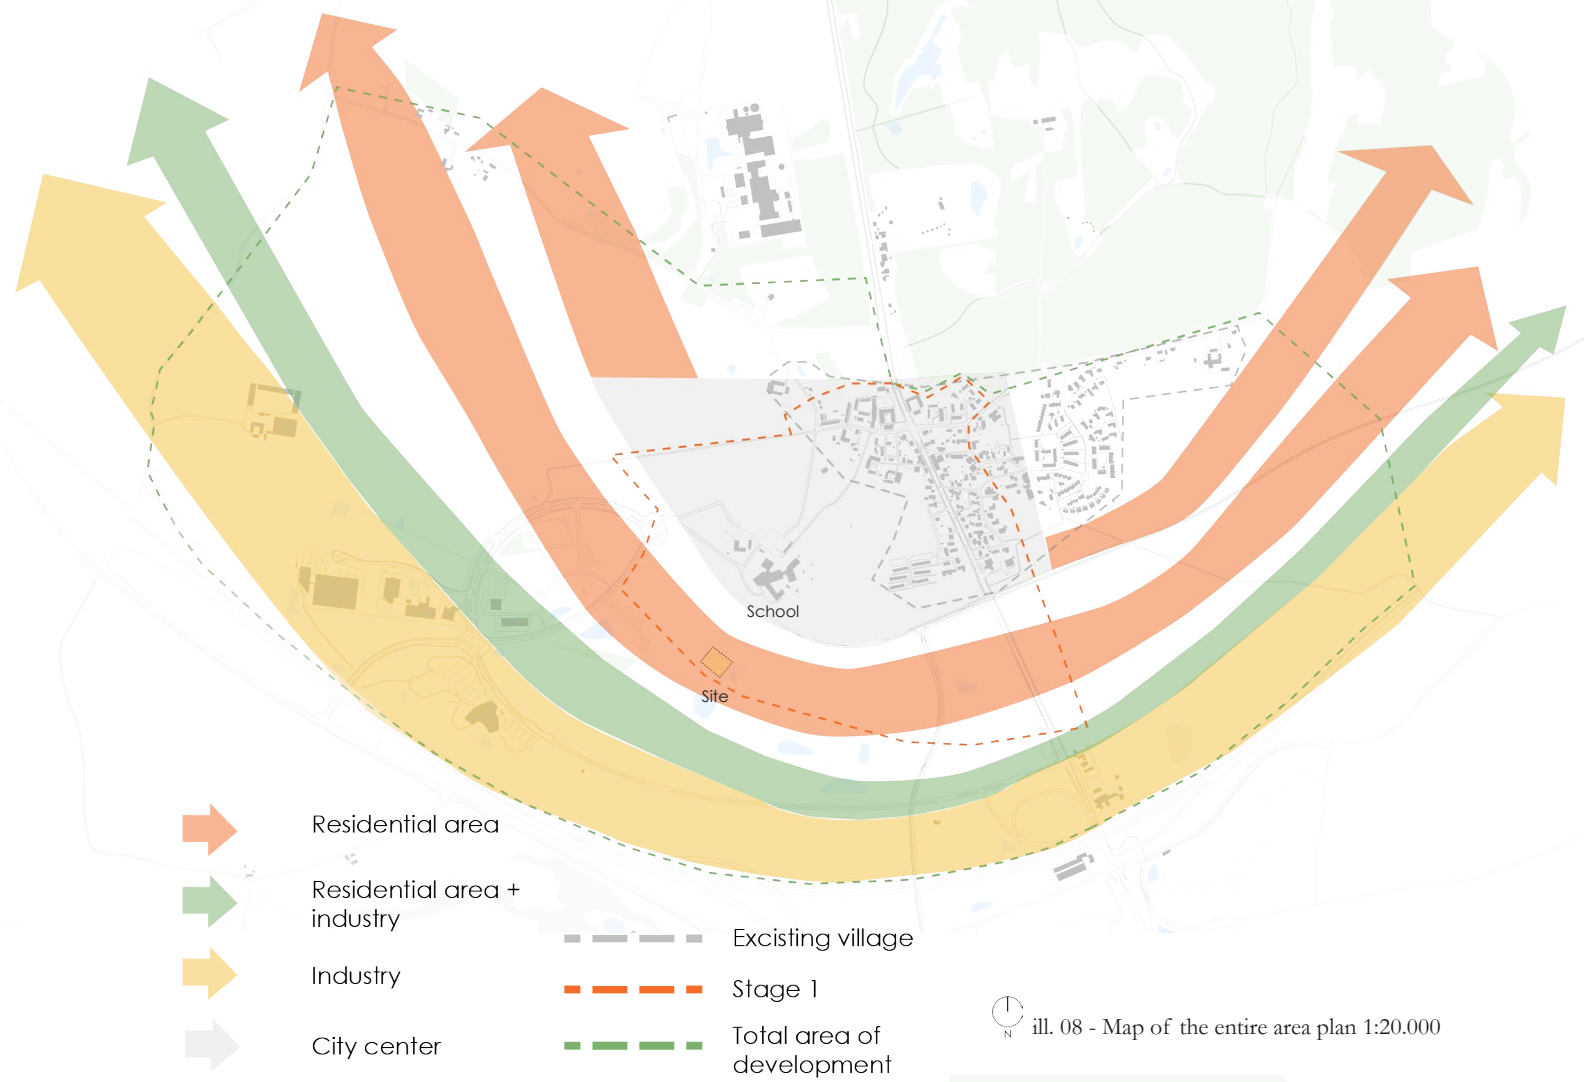 School
Site
Residential area
Residential area +
industry
Industry
City center
Excisting village
Stage 1
Total area of
development
N
ill. 08 - Map of the entire area plan 1:20.000